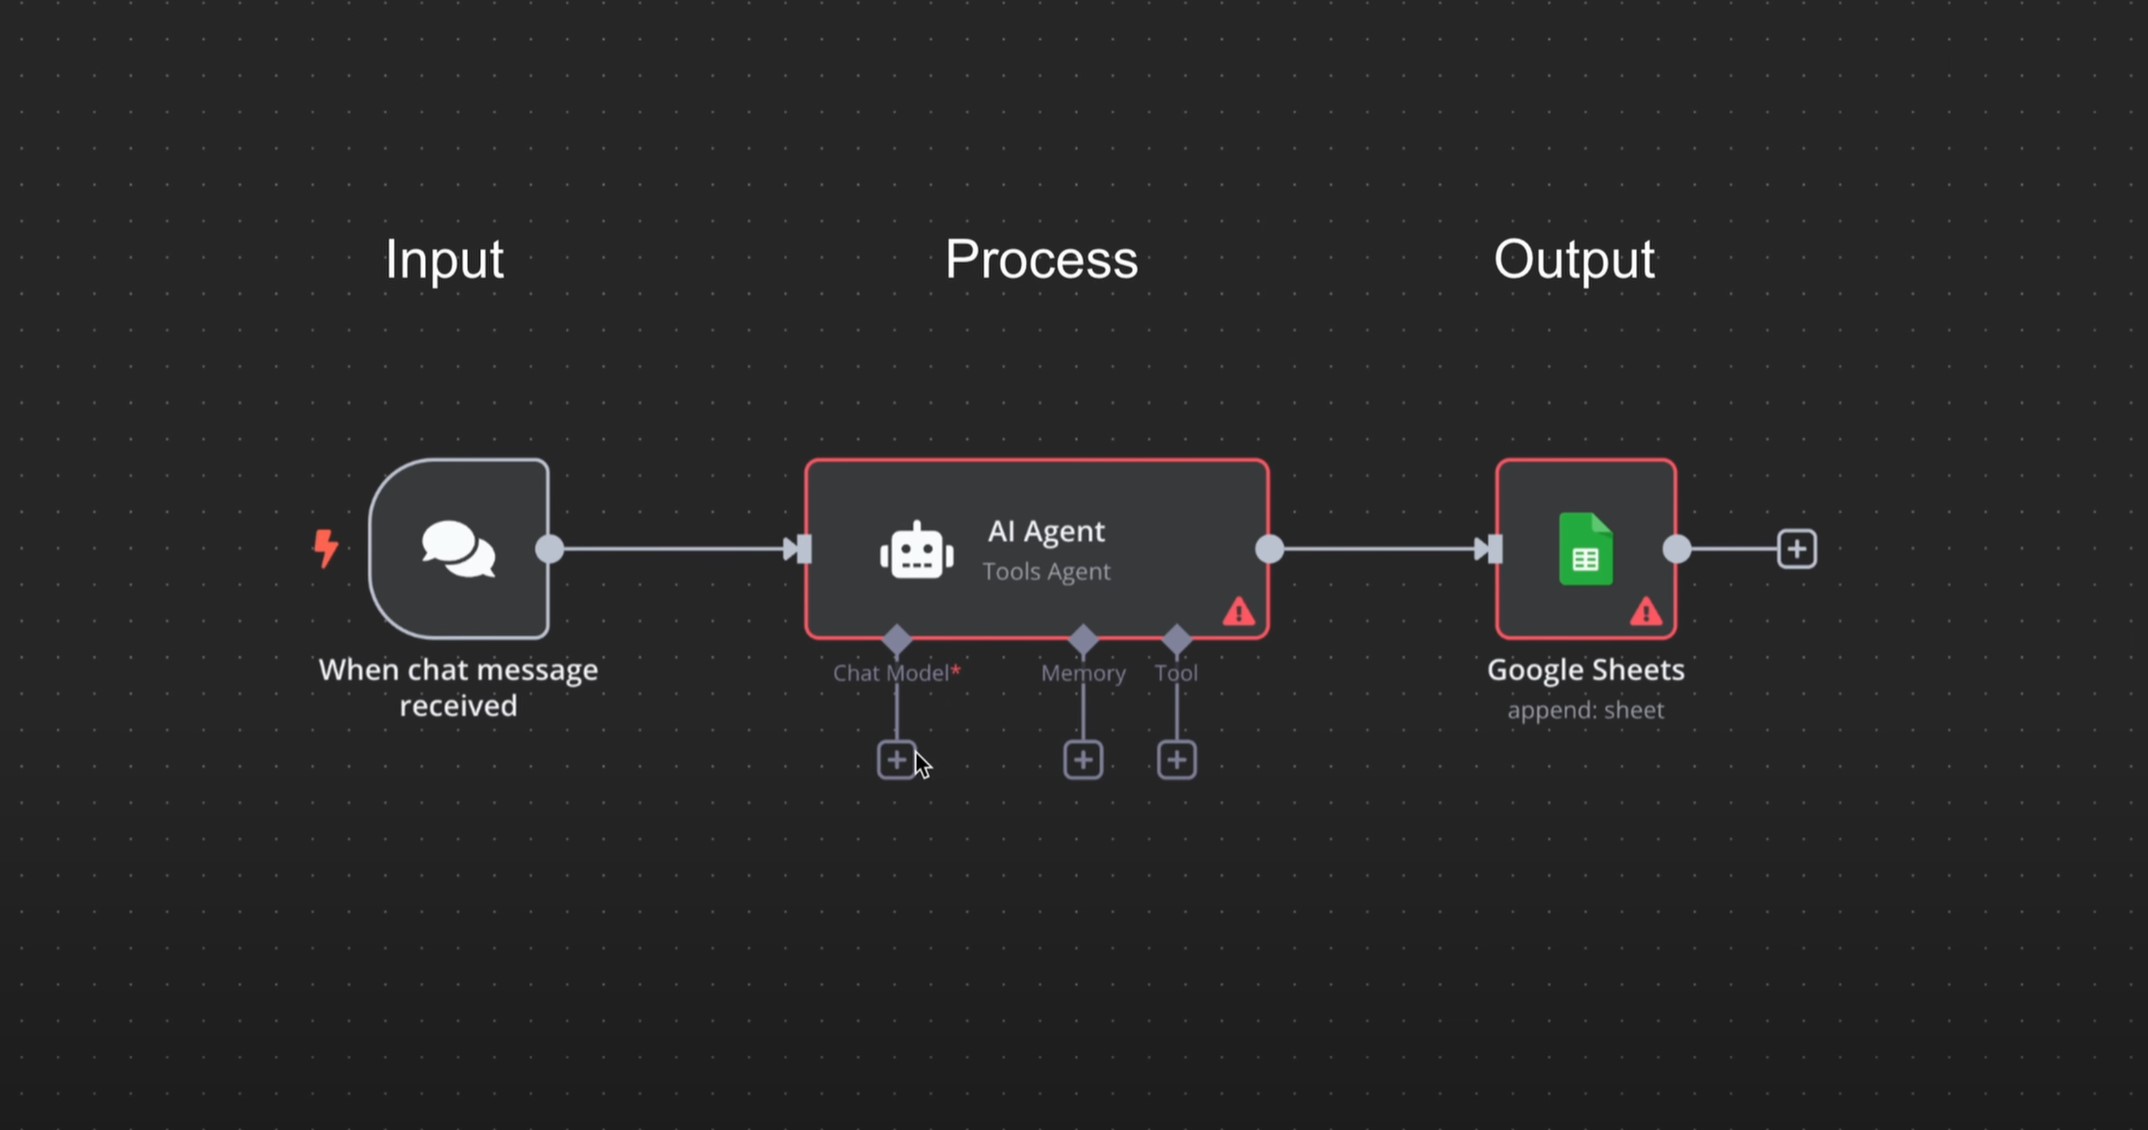 Input
Process
Output
AI Agent
Tools Agent
Chat Model*
Memory
Tool
When chat message
received
Google Sheets
append: sheet